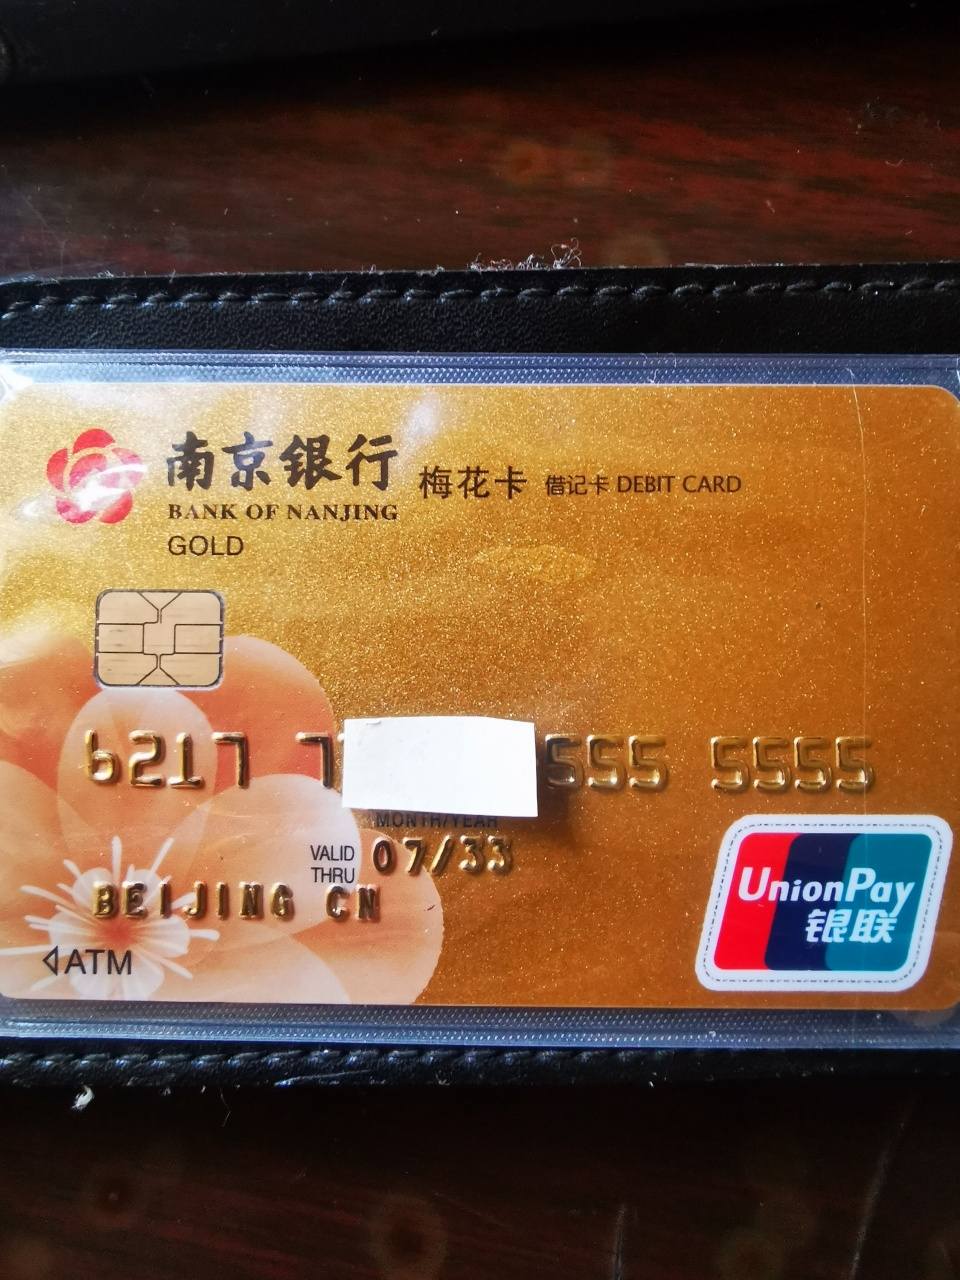 南京银行 梅花卡 借记卡 DEBIT CARD
BANK OF NANJING
GOLD
6217 7 555 5555
MONTH/YEAR
VALID THRU 07/33
BEIJING CN
ATM
UnionPay
银联